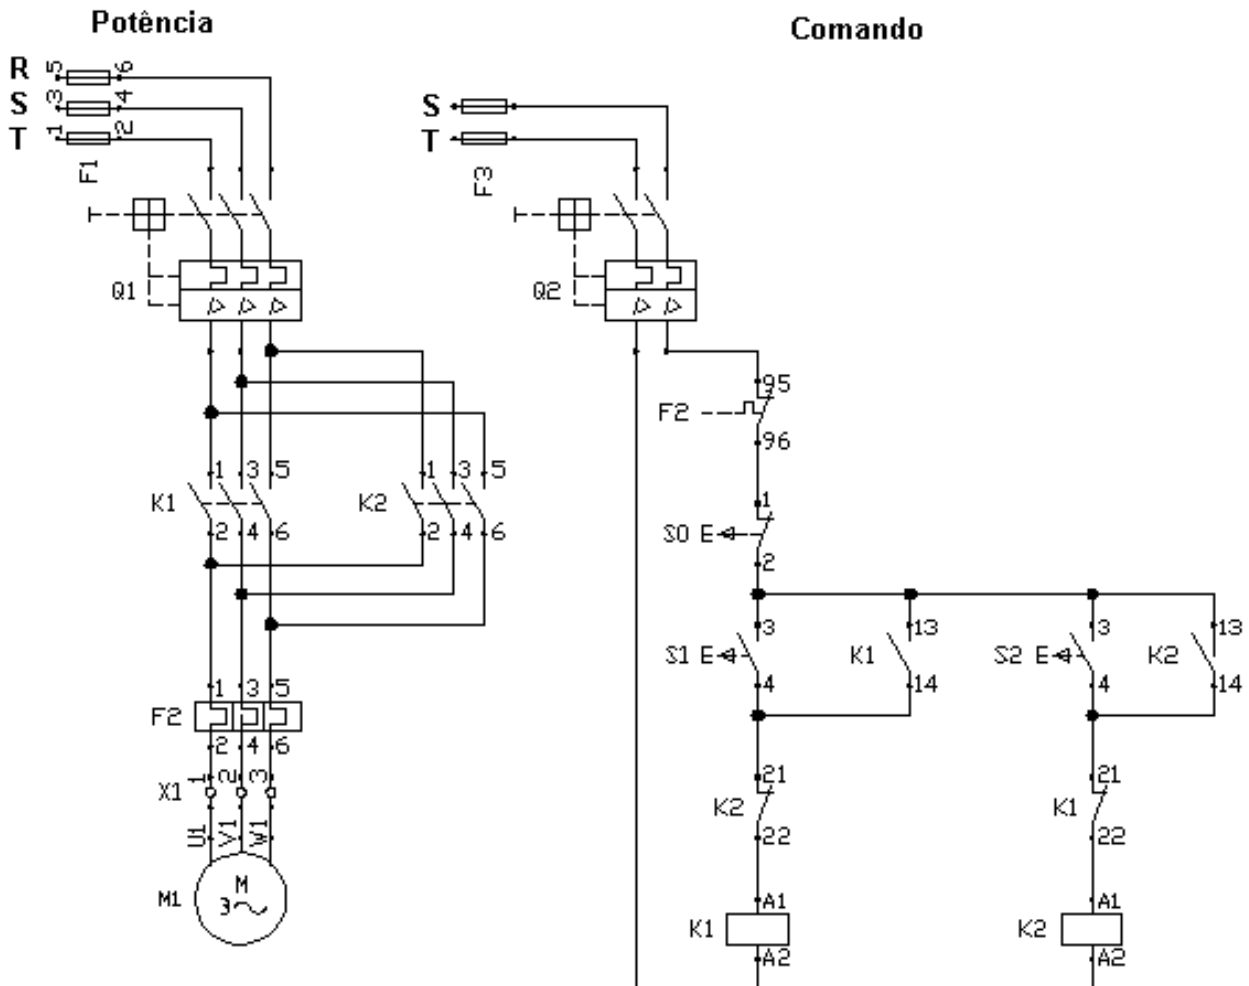 Potência
Comando
R 5 6
S 3 4
T 1 2
F1
S
T
F3
Q1
Q2
95
F2
96
1 3 5
K1
2 4 6
1 3 5
K2
2 4 6
1
S0 E
2
3
S1 E
4
13
K1
14
3
S2 E
4
13
K2
14
1 3 5
F2
2 4 6
X1 1 2 3
U1 V1 W1
M1
M
3
21
K2
22
21
K1
22
A1
K1
A2
A1
K2
A2